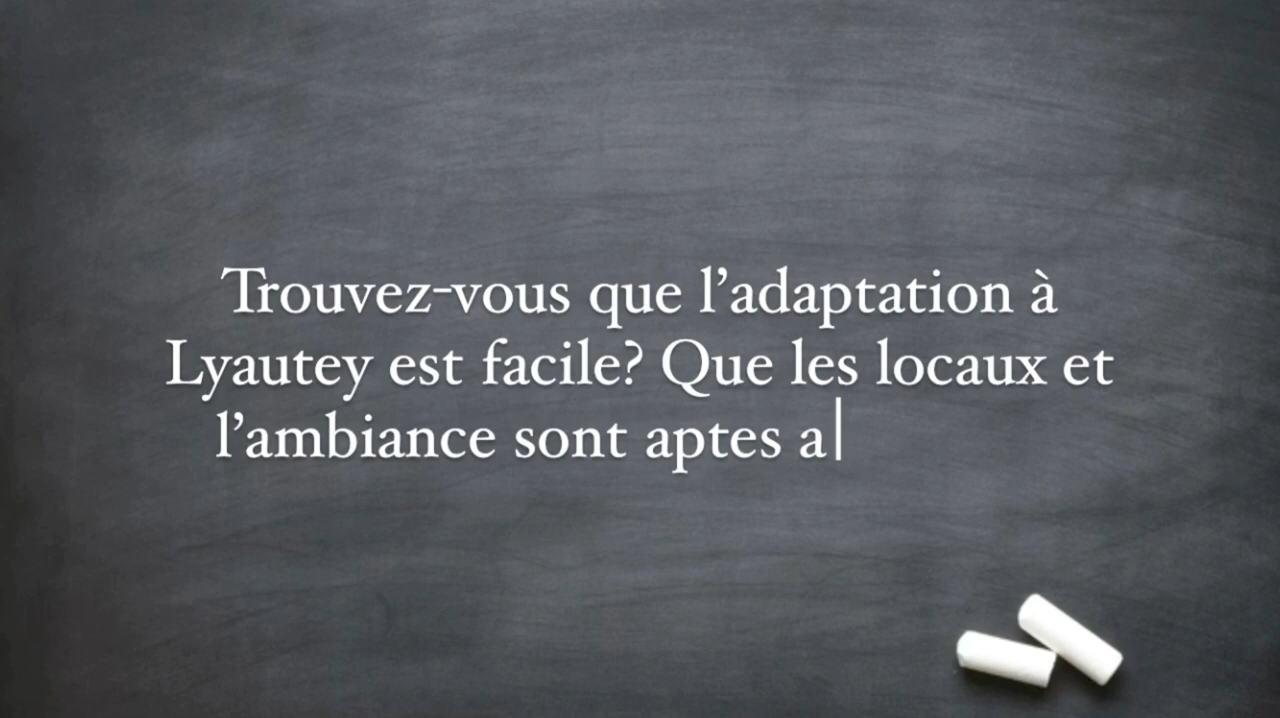 Trouvez-vous que l’adaptation à
Lyautey est facile? Que les locaux et
l’ambiance sont aptes a|